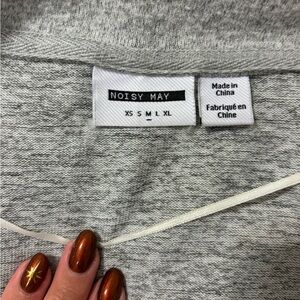 NOISY MAY
XS S M L XL
Made in
China
Fabriqué en
Chine